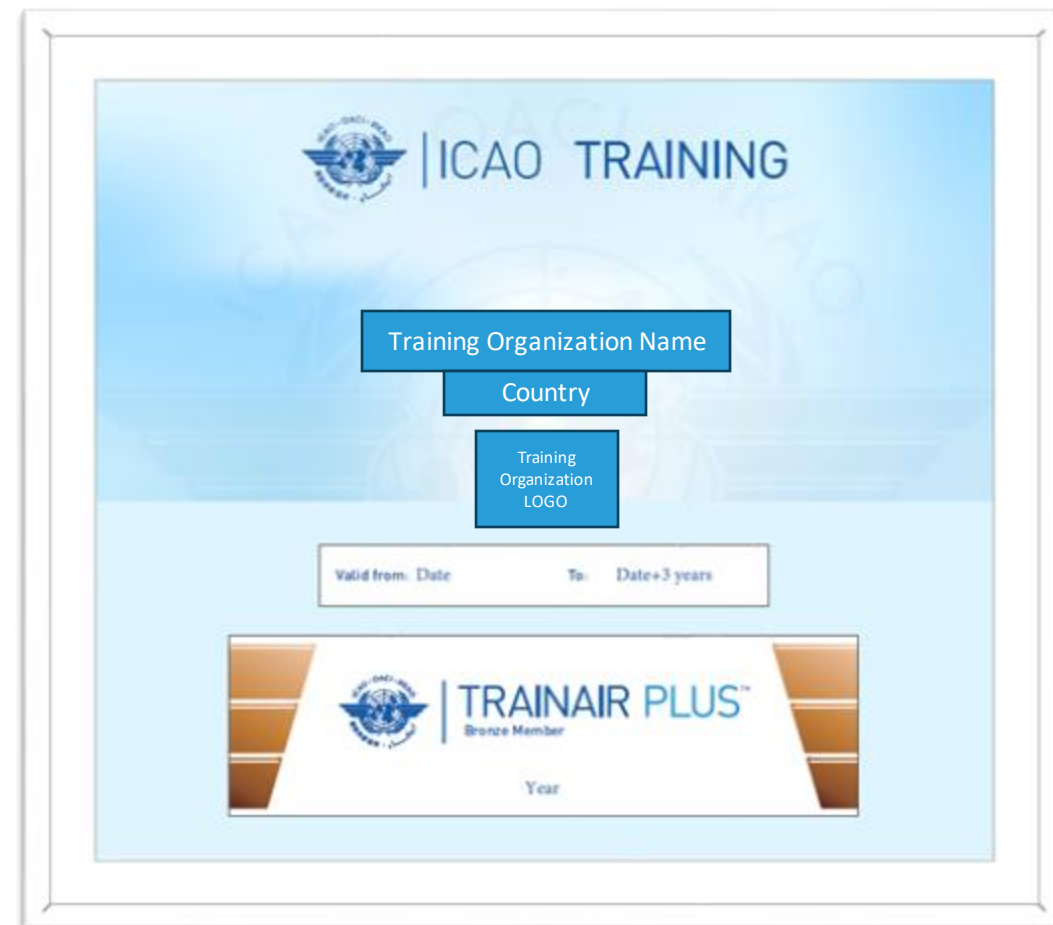 ICAO TRAINING
Training Organization Name
Country
Training
Organization
LOGO
Valid from: Date To: Date+3 years
TRAINAIR PLUS™
Bronze Member
Year